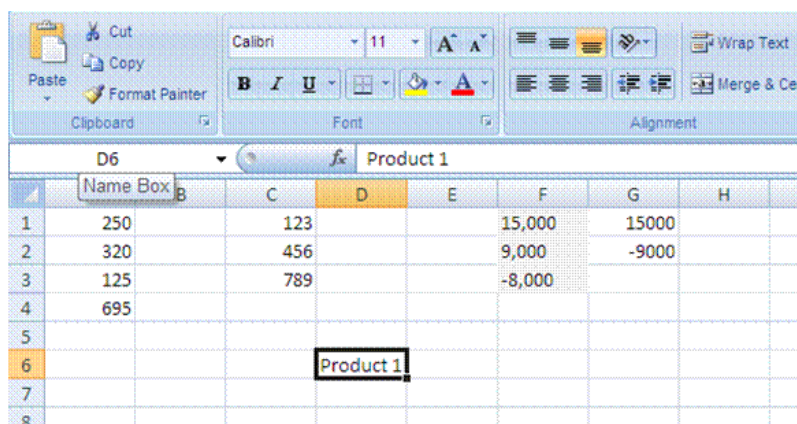 Cut
Calibri 11 A A Wrap Text
Copy
Paste
Format Painter
B I U A Merge & Ce
Clipboard Font Alignment
D6 fx Product 1
Name Box B C D E F G H
1 250 123 15,000 15000
2 320 456 9,000 -9000
3 125 789 -8,000
4 695
5
6 Product 1
7
8